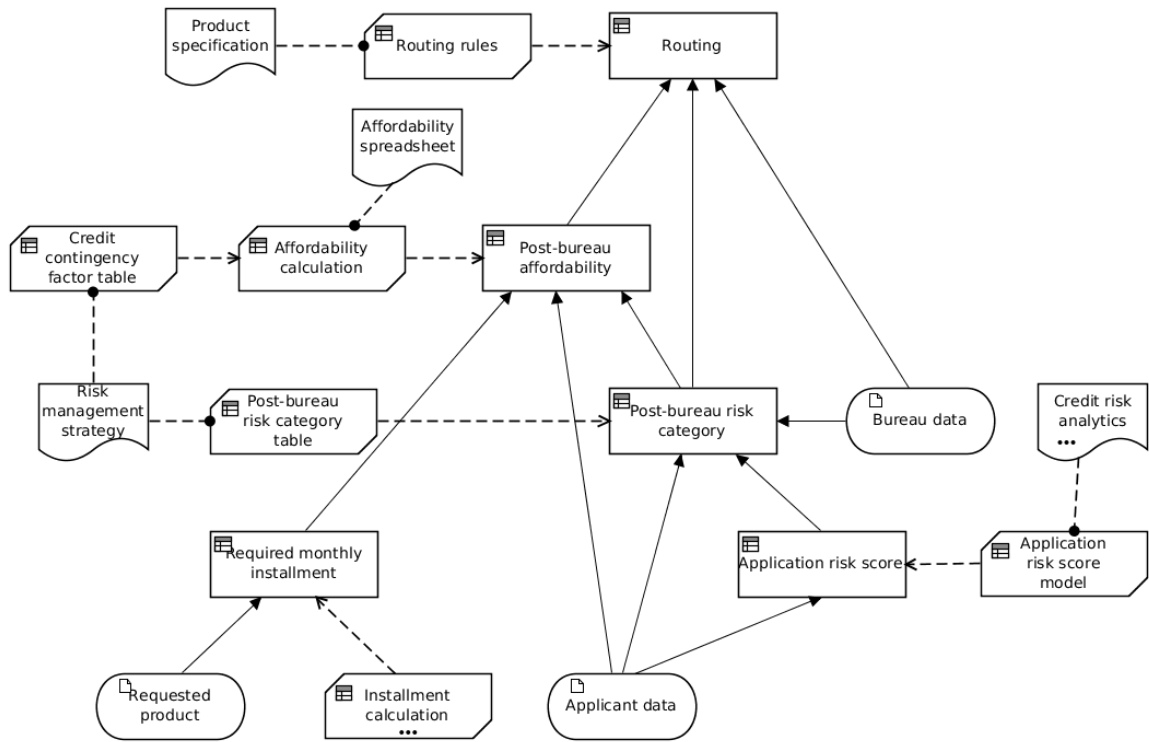 Product
specification
Routing rules
Routing
Affordability
spreadsheet
Credit
contingency
factor table
Affordability
calculation
Post-bureau
affordability
Risk
management
strategy
Post-bureau
risk category
table
Post-bureau risk
category
Bureau data
Credit risk
analytics
•••
Required monthly
installment
Application risk score
Application
risk score
model
Requested
product
Installment
calculation
•••
Applicant data